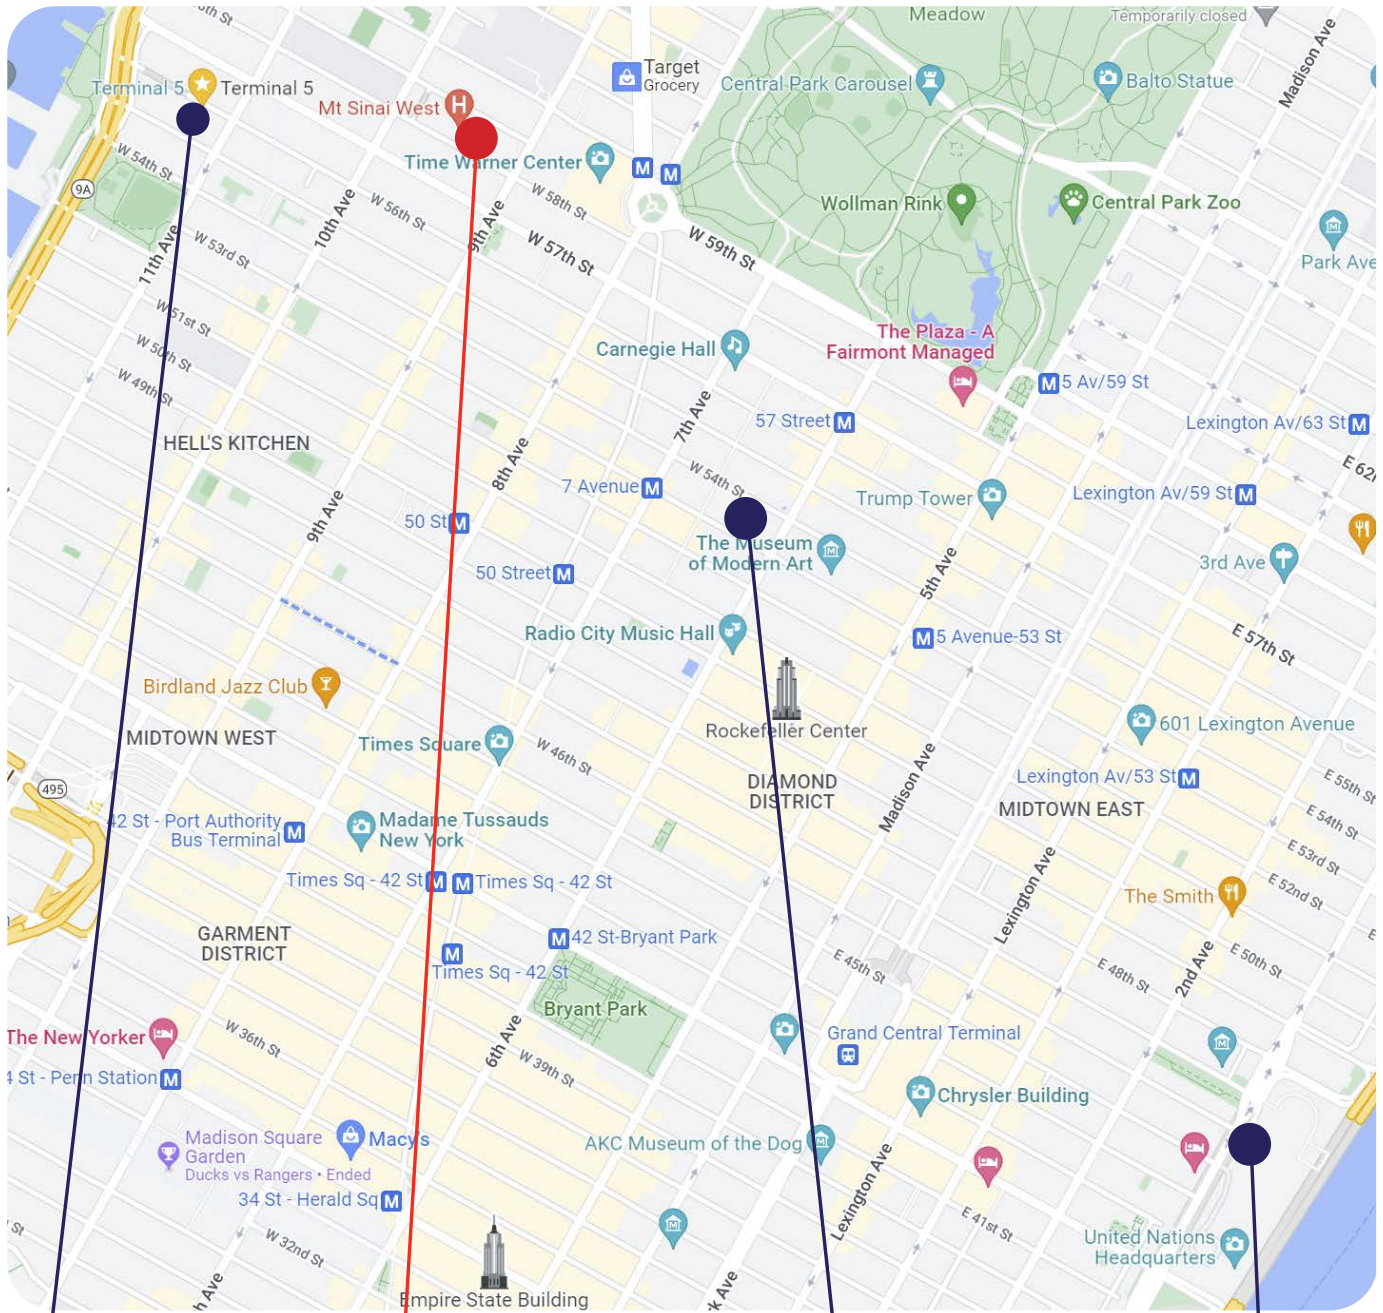 58th St
Meadow
Temporarily closed
Madison Ave
Target
Grocery
Terminal 5
Terminal 5
Central Park Carousel
Balto Statue
Mt Sinai West
H
W 54th St
Time Warner Center
M
M
9A
W 58th St
Wollman Rink
Central Park Zoo
10th Ave
W 56th St
9th Ave
W 57th St
W 59th St
W 53rd St
11th Ave
Park Ave
W 51st St
The Plaza - A
Fairmont Managed
W 50th St
Carnegie Hall
W 49th St
M 5 Av/59 St
7th Ave
57 Street M
Lexington Av/63 St M
HELL'S KITCHEN
8th Ave
W 54th St
E 62n
7 Avenue M
Trump Tower
Lexington Av/59 St M
9th Ave
50 St M
The Museum
of Modern Art
3rd Ave
50 Street M
5th Ave
Radio City Music Hall
M 5 Avenue-53 St
E 57th St
Birdland Jazz Club
Rockefeller Center
601 Lexington Avenue
MIDTOWN WEST
Times Square
W 46th St
Madison Ave
DIAMOND
DISTRICT
Lexington Av/53 St M
E 55th St
495
MIDTOWN EAST
42 St - Port Authority
Bus Terminal M
Madame Tussauds
New York
E 54th St
E 53rd St
Times Sq - 42 St M
M Times Sq - 42 St
Lexington Ave
The Smith
E 52nd St
GARMENT
DISTRICT
M 42 St-Bryant Park
M
Times Sq - 42 St
E 45th St
E 48th St
2nd Ave
E 50th St
Bryant Park
The New Yorker
W 36th St
6th Ave
W 39th St
Grand Central Terminal
4 St - Penn Station M
Chrysler Building
Madison Square
Garden
Ducks vs Rangers • Ended
Macy's
AKC Museum of the Dog
Lexington Ave
34 St - Herald Sq M
W 32nd St
E 41st St
United Nations
Headquarters
St
h Ave
Empire State Building
rk Ave